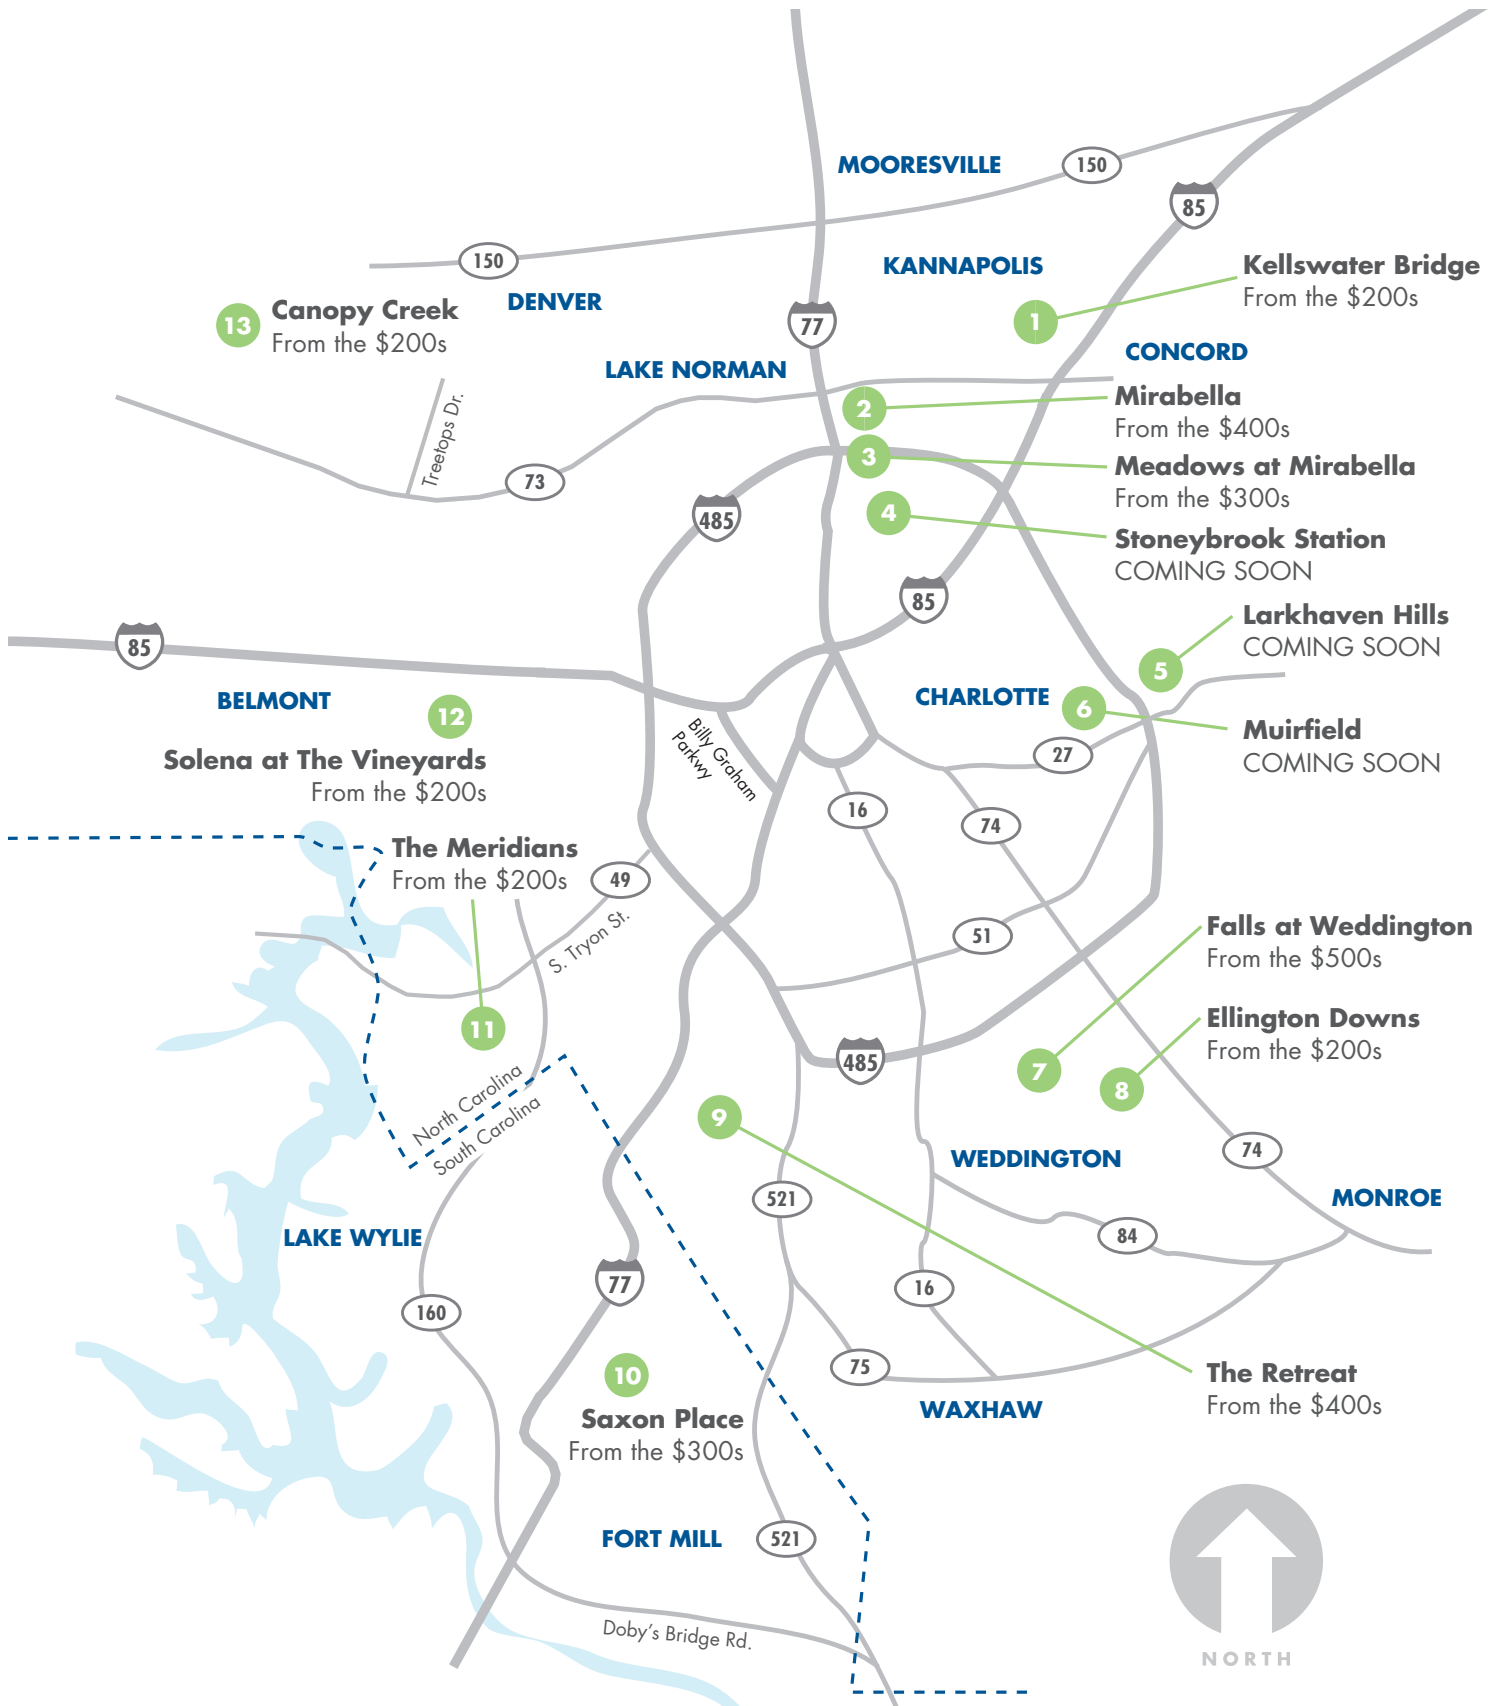 MOORESVILLE
150
85
150
KANNAPOLIS
Kellswater Bridge
From the $200s
DENVER
13
Canopy Creek
From the $200s
77
1
CONCORD
LAKE NORMAN
2
Mirabella
From the $400s
Treetops Dr.
3
Meadows at Mirabella
From the $300s
73
485
4
Stoneybrook Station
COMING SOON
85
85
Larkhaven Hills
COMING SOON
5
BELMONT
12
CHARLOTTE
6
Muirfield
COMING SOON
Billy Graham
Parkwy
27
Solena at The Vineyards
From the $200s
16
74
The Meridians
From the $200s
49
S. Tryon St.
51
Falls at Weddington
From the $500s
11
Ellington Downs
From the $200s
485
7
8
North Carolina
South Carolina
9
WEDDINGTON
74
MONROE
521
LAKE WYLIE
84
77
16
160
75
10
The Retreat
From the $400s
Saxon Place
From the $300s
WAXHAW
FORT MILL
521
Doby's Bridge Rd.
NORTH